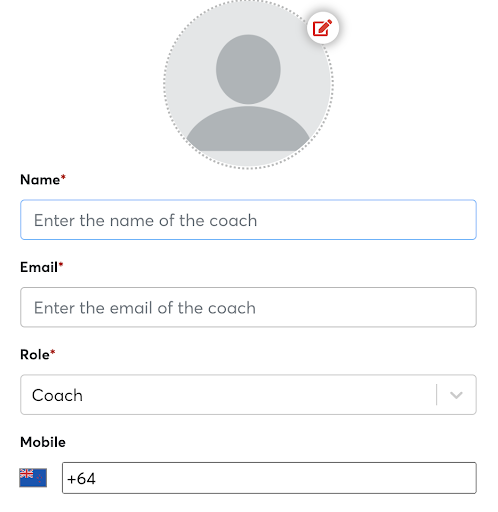 Name*
Enter the name of the coach
Email*
Enter the email of the coach
Role*
Coach
Mobile
+64